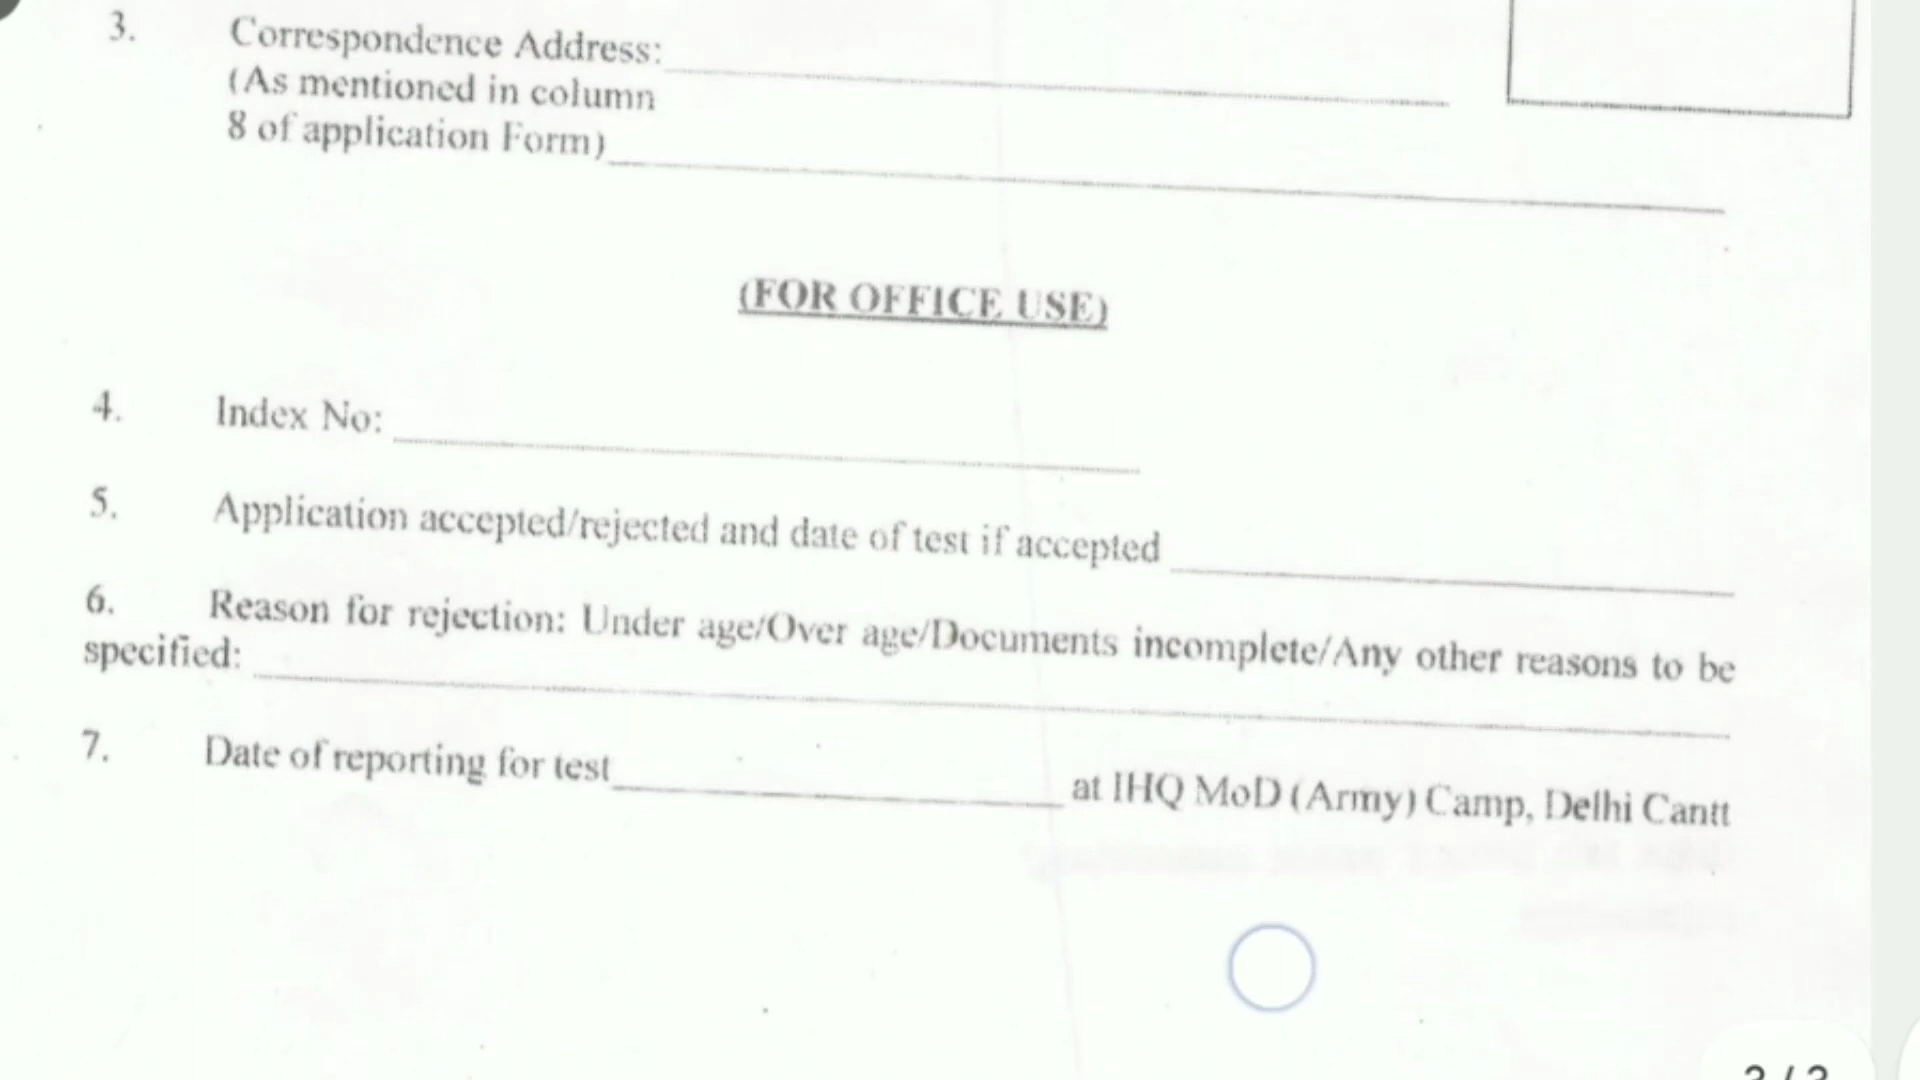 3. Correspondence Address:
(As mentioned in column
8 of application Form)
(FOR OFFICE USE)
4. Index No:
5. Application accepted/rejected and date of test if accepted
6. Reason for rejection: Under age/Over age/Documents incomplete/Any other reasons to be
specified:
7. Date of reporting for test at IHQ MoD (Army) Camp, Delhi Cantt